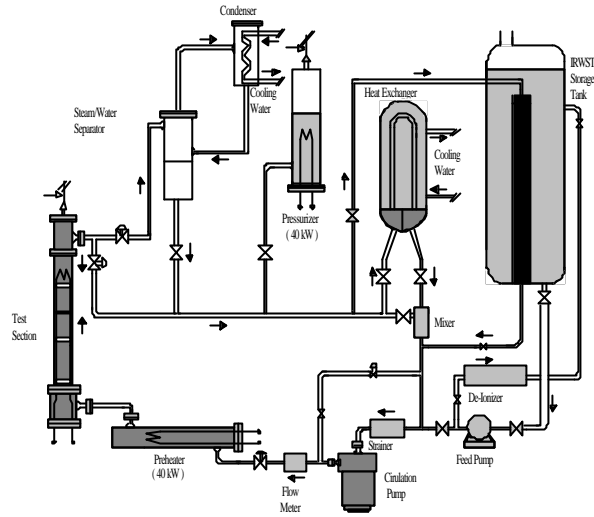 Condenser
IRWST
Storage
Tank
Cooling
Water
Heat Exchanger
Steam/Water
Separator
Cooling
Water
Pressurizer
( 40 kW )
Test
Section
Mixer
De-Ionizer
Strainer
Feed Pump
Preheater
( 40 kW )
Flow
Meter
Cirulation
Pump